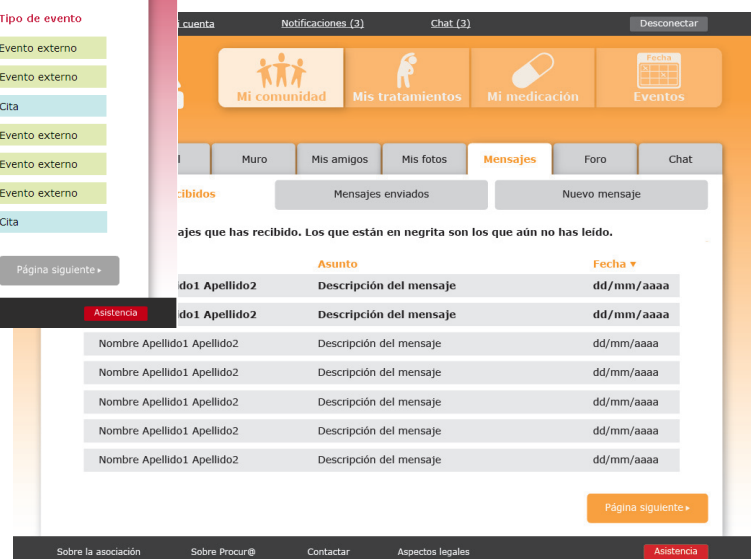 Tipo de evento
Evento externo
Evento externo
Cita
Evento externo
Evento externo
Evento externo
Cita
Página siguiente ▸
Asistencia
cuenta
Notificaciones (3)
Chat (3)
Desconectar
Mi comunidad
Mis tratamientos
Mi medicación
Fecha
Eventos
Muro
Mis amigos
Mis fotos
Mensajes
Foro
Chat
cibidos
Mensajes enviados
Nuevo mensaje
ajes que has recibido. Los que están en negrita son los que aún no has leído.
Asunto
Fecha ▾
do1 Apellido2 Descripción del mensaje dd/mm/aaaa
do1 Apellido2 Descripción del mensaje dd/mm/aaaa
Nombre Apellido1 Apellido2 Descripción del mensaje dd/mm/aaaa
Nombre Apellido1 Apellido2 Descripción del mensaje dd/mm/aaaa
Nombre Apellido1 Apellido2 Descripción del mensaje dd/mm/aaaa
Nombre Apellido1 Apellido2 Descripción del mensaje dd/mm/aaaa
Nombre Apellido1 Apellido2 Descripción del mensaje dd/mm/aaaa
Página siguiente ▸
Sobre la asociación
Sobre Procur@
Contactar
Aspectos legales
Asistencia